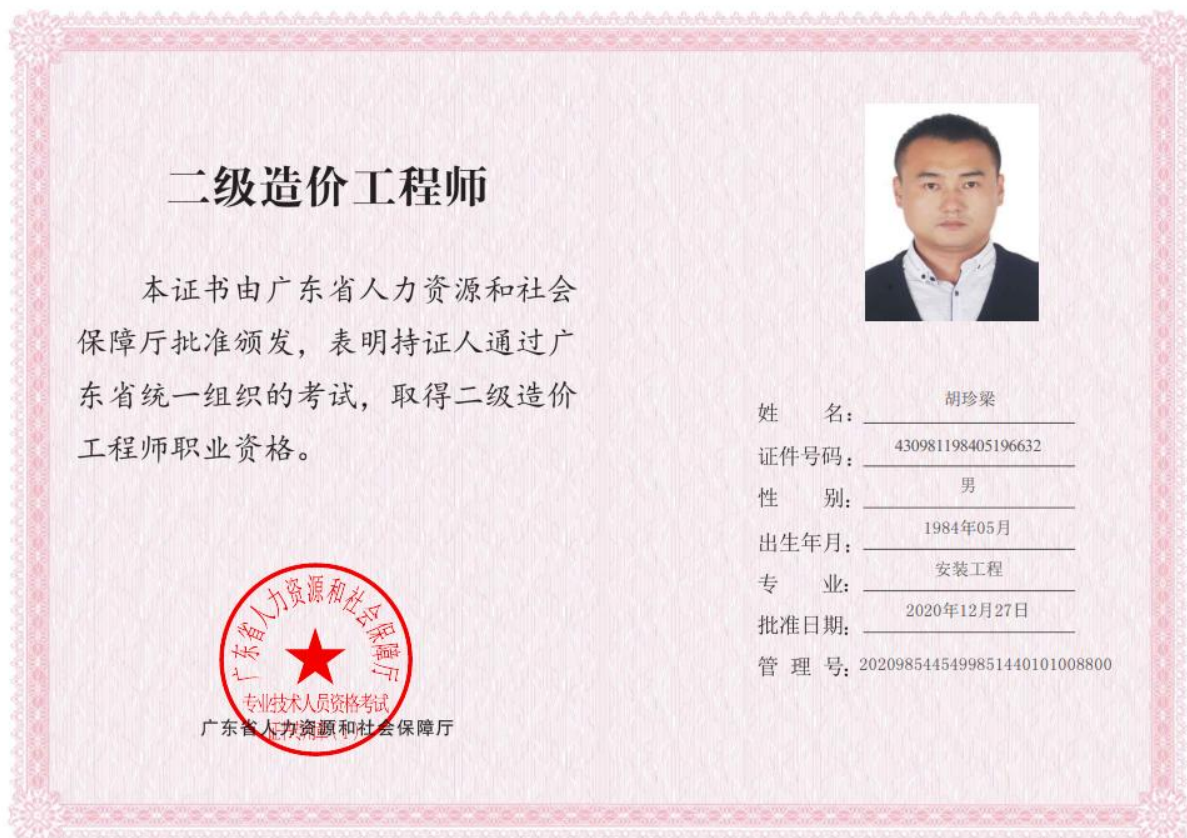 二级造价工程师
本证书由广东省人力资源和社会
保障厅批准颁发，表明持证人通过广
东省统一组织的考试，取得二级造价
工程师职业资格。
广东省人力资源和社会保障厅
专业技术人员资格考试
广东省人力资源和社会保障厅
姓　　名：胡珍梁
证件号码：430981198405196632
性　　别：男
出生年月：1984年05月
专　　业：安装工程
批准日期：2020年12月27日
管 理 号：20209854454998514401010088​00